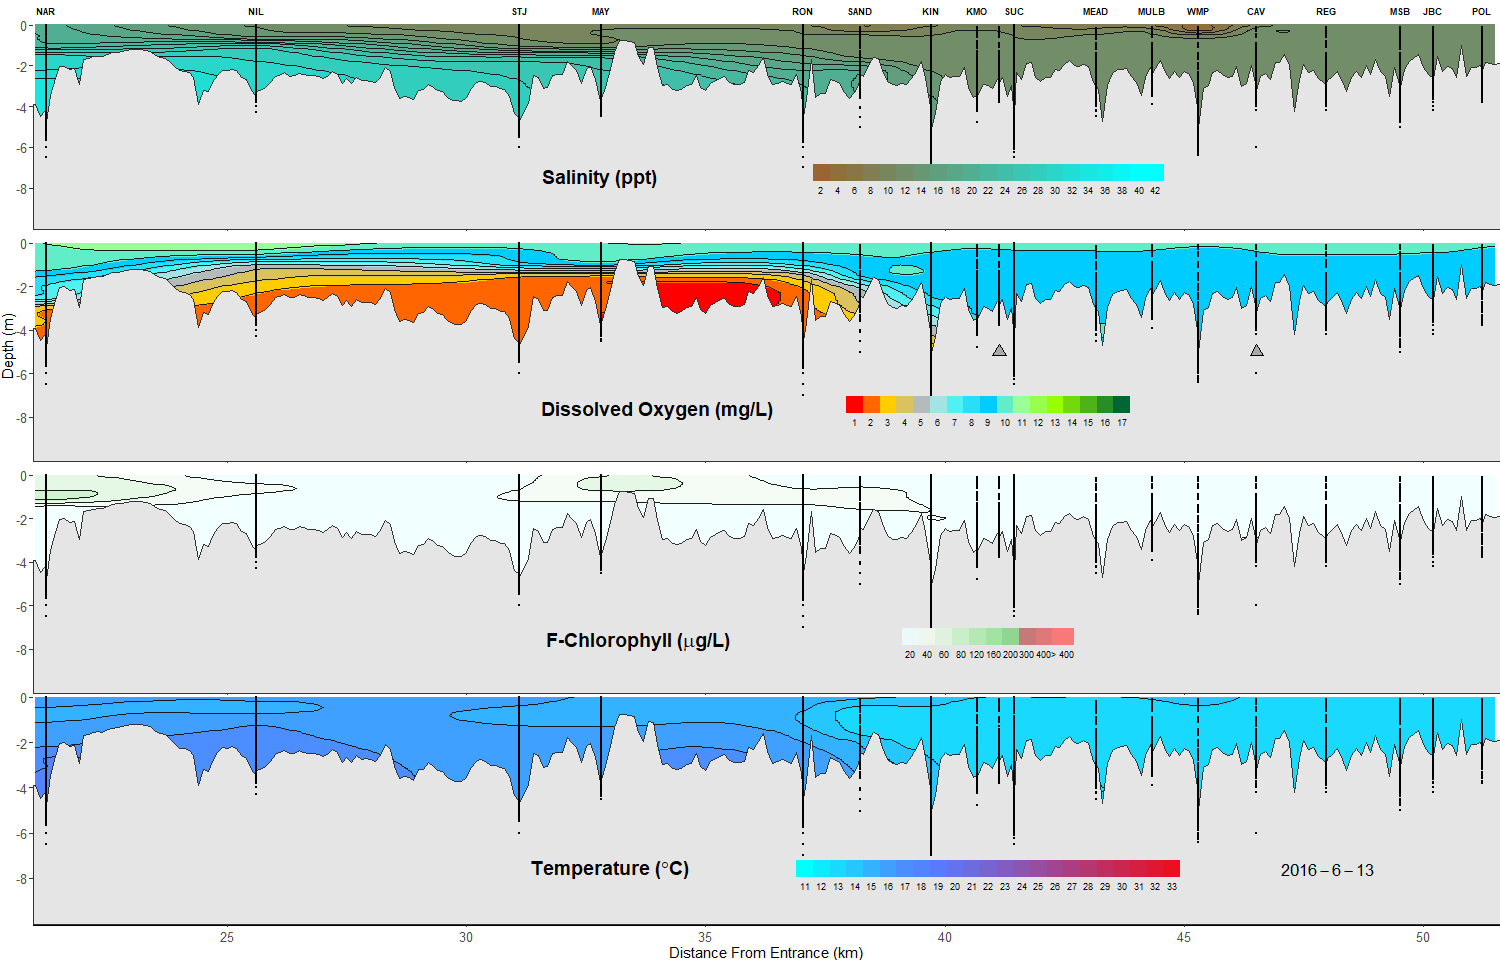 NAR NIL STJ MAY RON SAND KIN KMO SUC MEAD MULB WMP CAV REG MSB JBC POL
0
-2
-4
-6
-8
Salinity (ppt)
2 4 6 8 10 12 14 16 18 20 22 24 26 28 30 32 34 36 38 40 42
0
-2
-4
-6
-8
Dissolved Oxygen (mg/L)
1 2 3 4 5 6 7 8 9 10 11 12 13 14 15 16 17
Depth (m)
0
-2
-4
-6
-8
F-Chlorophyll (μg/L)
20 40 60 80 120 160 200 300 400> 400
0
-2
-4
-6
-8
Temperature (°C)
11 12 13 14 15 16 17 18 19 20 21 22 23 24 25 26 27 28 29 30 31 32 33
2016 – 6 – 13
25 30 35 40 45 50
Distance From Entrance (km)